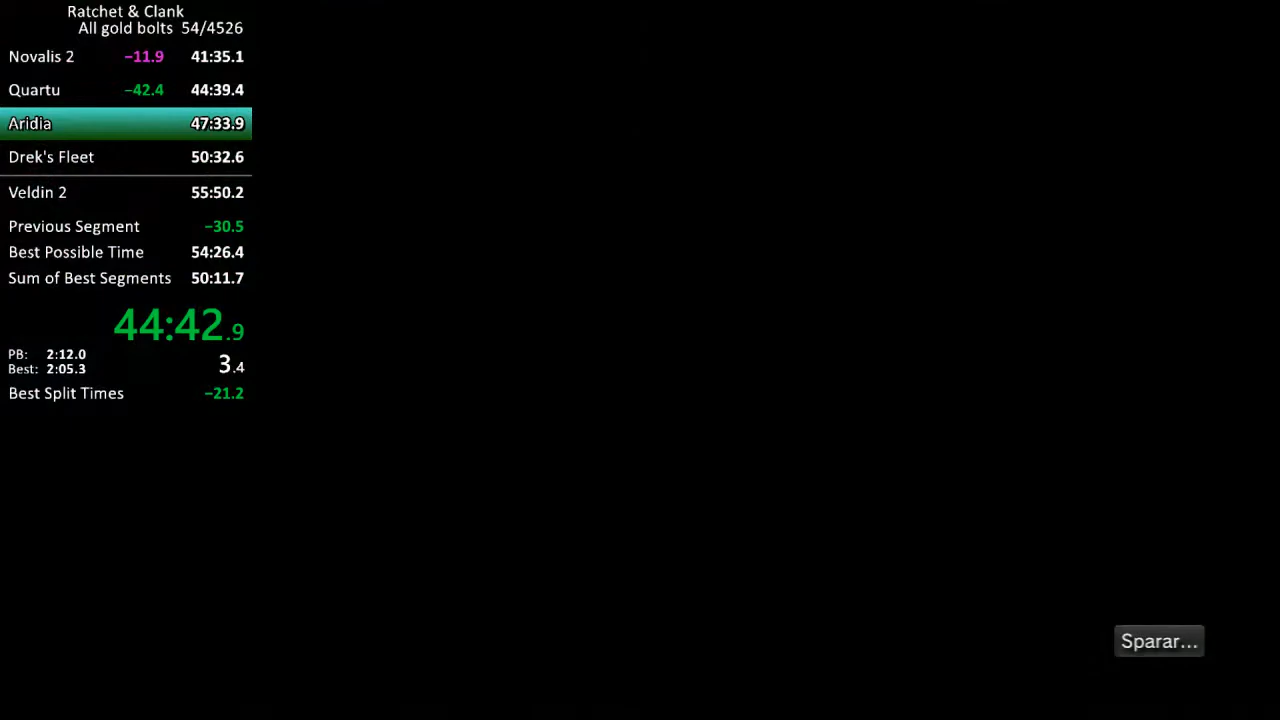 Ratchet & Clank
All gold bolts 54/4526
Novalis 2 −11.9 41:35.1
Quartu −42.4 44:39.4
Aridia 47:33.9
Drek's Fleet 50:32.6
Veldin 2 55:50.2
Previous Segment −30.5
Best Possible Time 54:26.4
Sum of Best Segments 50:11.7
44:42.9
PB: 2:12.0
Best: 2:05.3 3.4
Best Split Times −21.2
Sparar...